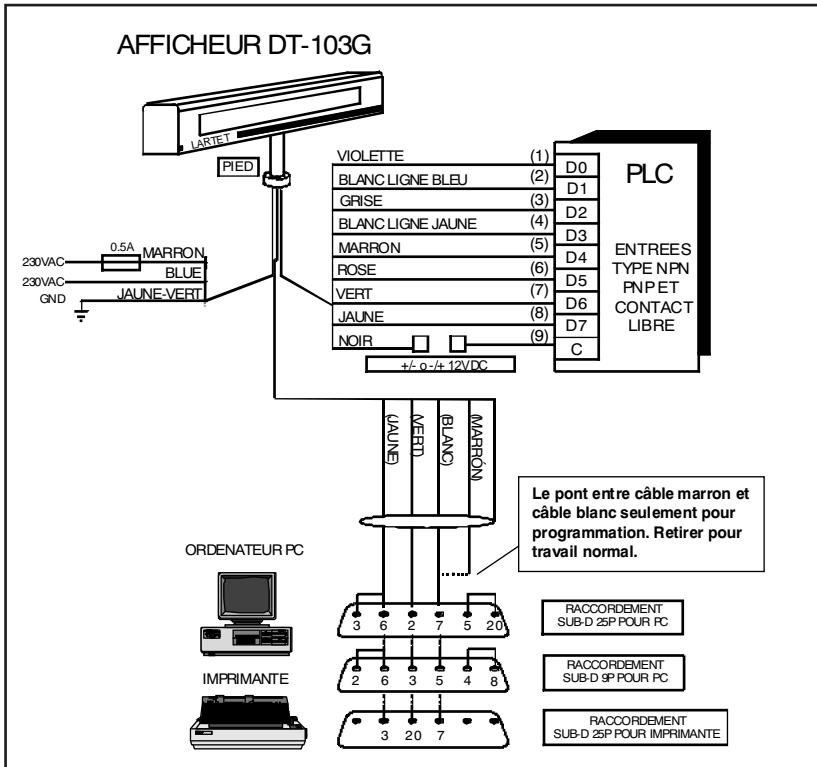 AFFICHEUR DT-103G
LARTET
PIED
VIOLETTE (1) D0
BLANC LIGNE BLEU (2) D1
GRISE (3) D2
BLANC LIGNE JAUNE (4) D3
MARRON (5) D4
ROSE (6) D5
VERT (7) D6
JAUNE (8) D7
NOIR (9) C
+/- o -/+ 12VDC
PLC
ENTREES
TYPE NPN
PNP ET
CONTACT
LIBRE
0.5A
230VAC MARRON
230VAC BLUE
GND JAUNE-VERT
(JAUNE)
(VERT)
(BLANC)
(MARRÓN)
Le pont entre câble marron et
câble blanc seulement pour
programmation. Retirer pour
travail normal.
ORDENATEUR PC
3 6 2 7 5 20
RACCORDEMENT
SUB-D 25P POUR PC
2 6 3 5 4 8
RACCORDEMENT
SUB-D 9P POUR PC
IMPRIMANTE
3 20 7
RACCORDEMENT
SUB-D 25P POUR IMPRIMANTE